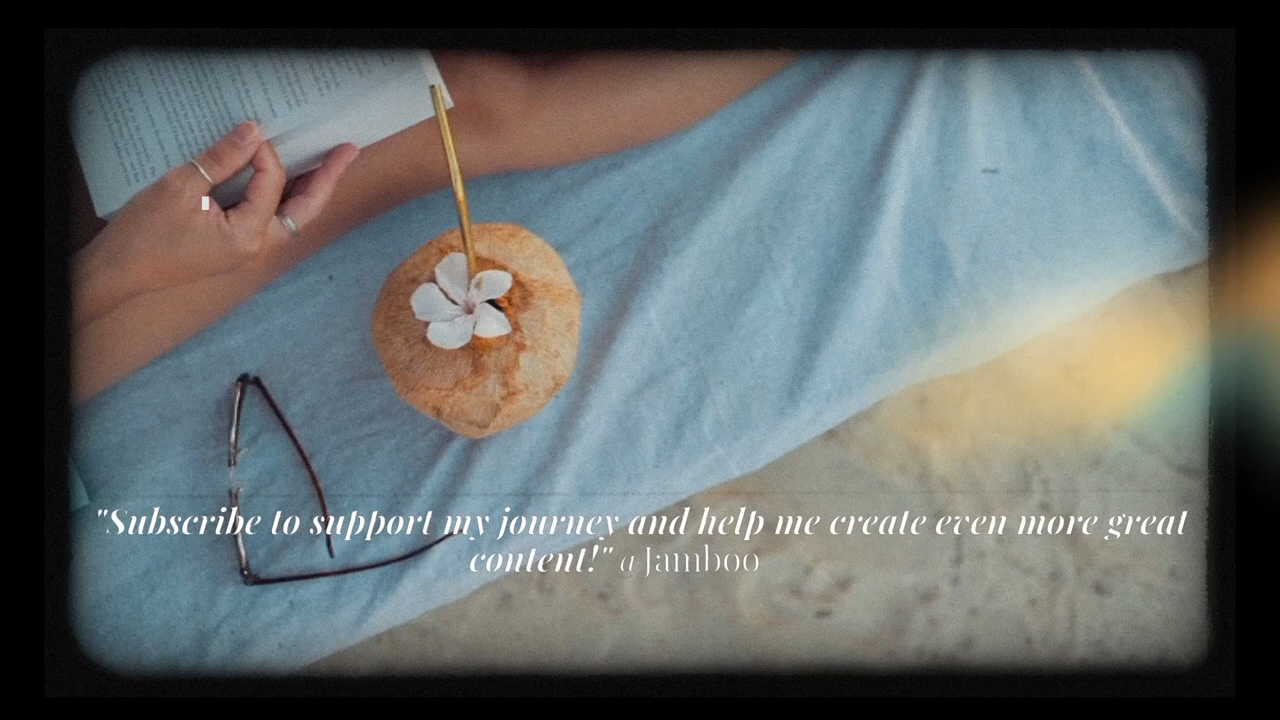 "Subscribe to support my journey and help me create even more great
content!" @Jamboo